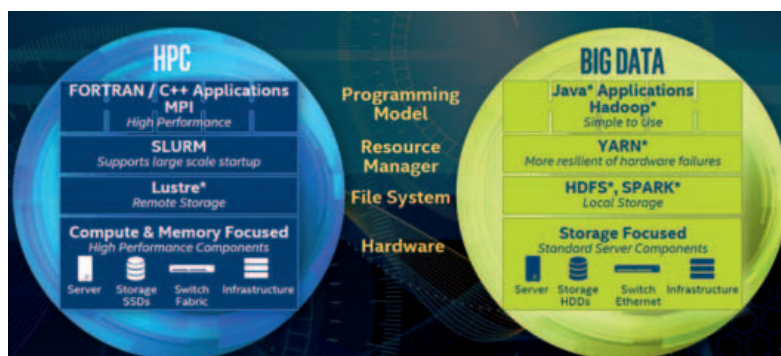 HPC
FORTRAN / C++ Applications
MPI
High Performance
SLURM
Supports large scale startup
Lustre*
Remote Storage
Compute & Memory Focused
High Performance Components
Server
Storage
SSDs
Switch
Fabric
Infrastructure
Programming
Model
Resource
Manager
File System
Hardware
BIG DATA
Java* Applications
Hadoop*
Simple to Use
YARN*
More resilient of hardware failures
HDFS*, SPARK*
Local Storage
Storage Focused
Standard Server Components
Server
Storage
HDDs
Switch
Ethernet
Infrastructure